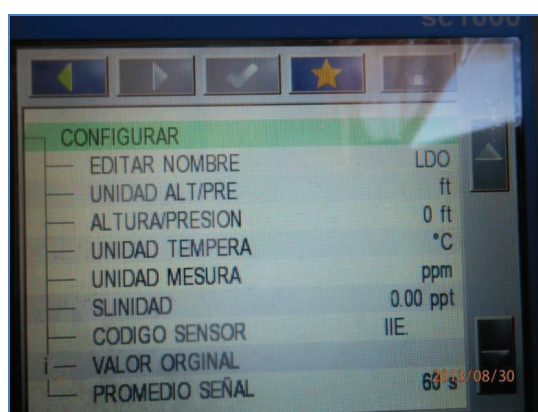 SC1000
CONFIGURAR
EDITAR NOMBRE LDO
UNIDAD ALT/PRE ft
ALTURA/PRESION 0 ft
UNIDAD TEMPERA °C
UNIDAD MESURA ppm
SLINIDAD 0.00 ppt
CODIGO SENSOR IIE.
i VALOR ORGINAL
PROMEDIO SEÑAL 60 s
2013/08/30